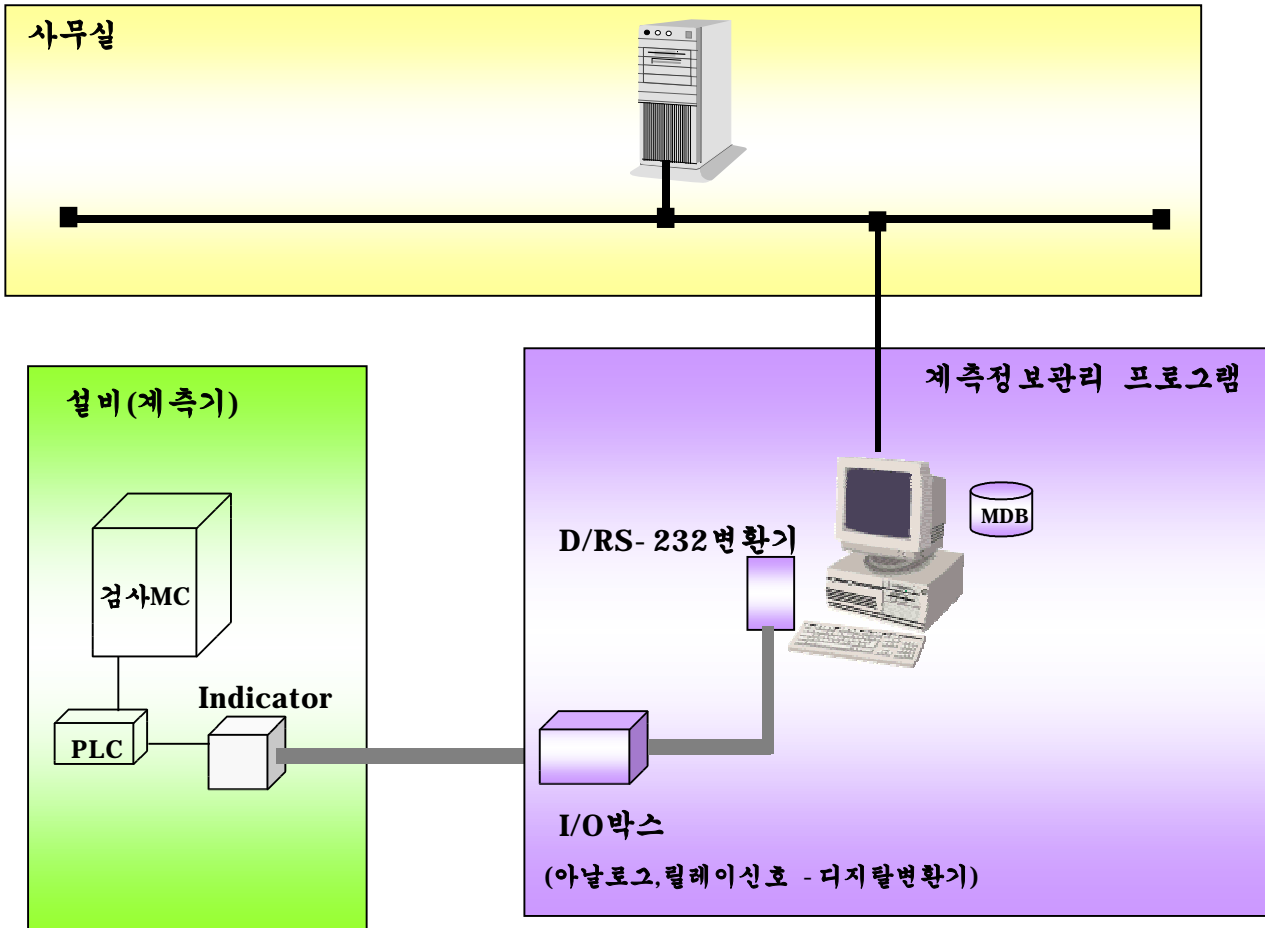 사무실
계측정보관리 프로그램
설비(계측기)
MDB
D/RS- 232변환기
검사MC
Indicator
PLC
I/O박스
(아날로그,릴레이신호 - 디지탈변환기)